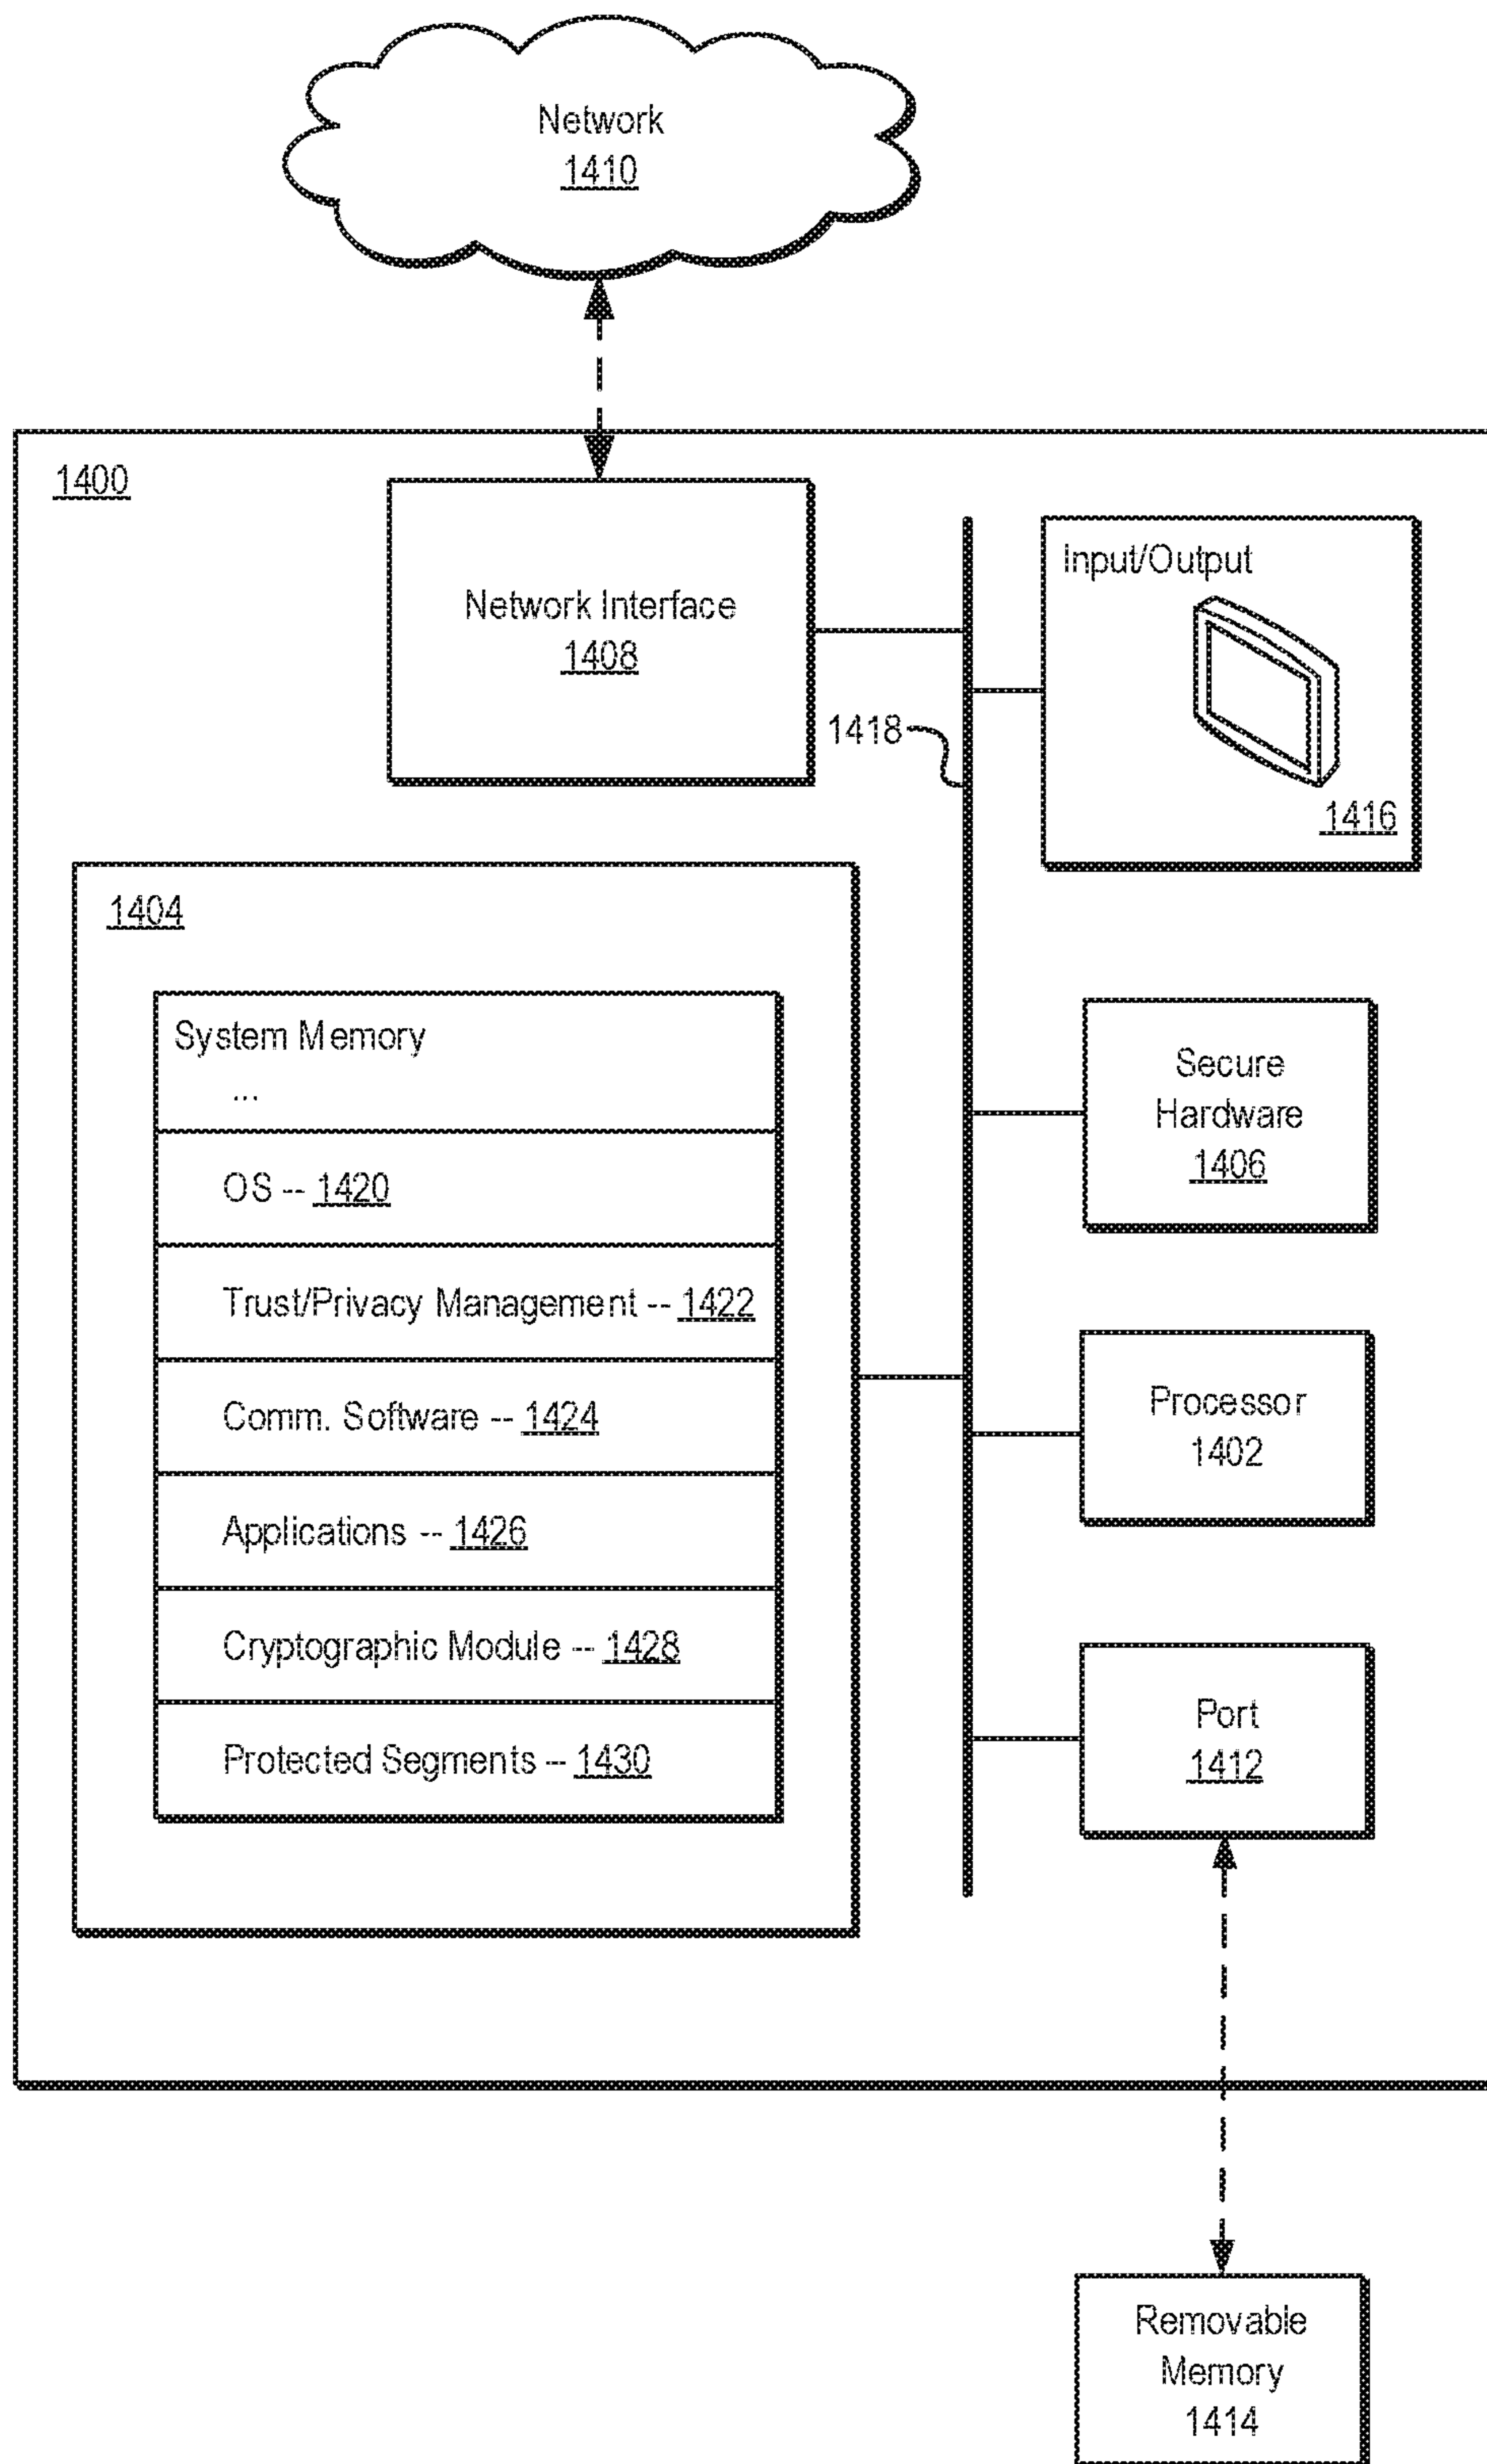 Network
1410
1400
Network Interface
1408
Input/Output
1418
1416
1404
System Memory
...
OS -- 1420
Trust/Privacy Management -- 1422
Comm. Software -- 1424
Applications -- 1426
Cryptographic Module -- 1428
Protected Segments -- 1430
Secure
Hardware
1406
Processor
1402
Port
1412
Removable
Memory
1414